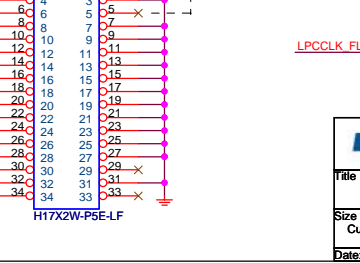 4 3
6 6 5 5
8 8 7 7
10 10 9 9
12 12 11 11
14 14 13 13
16 16 15 15
18 18 17 17
20 20 19 19
22 22 21 21
24 24 23 23
26 26 25 25
28 28 27 27
30 30 29 29
32 32 31 31
34 34 33 33
H17X2W-P5E-LF
LPCCLK_FL
Title
Size
Cu
Date: